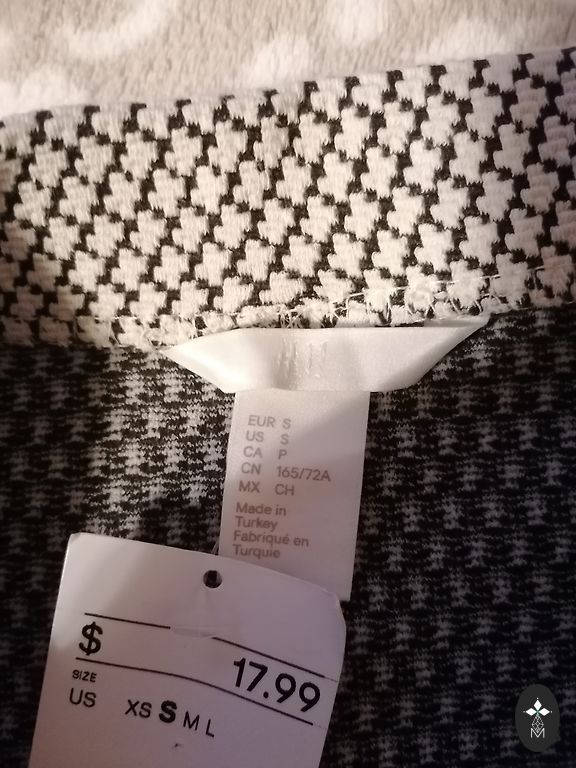 EUR S
US S
CA P
CN 165/72A
MX CH
Made in
Turkey
Fabriqué en
Turquie
$ 17.99
SIZE
US XS S M L
M